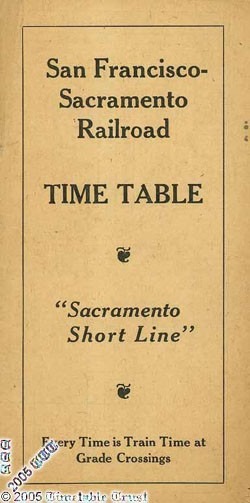 San Francisco-
Sacramento
Railroad
TIME TABLE
"Sacramento
Short Line"
Every Time is Train Time at
Grade Crossings
© 2005 Timetable Trust